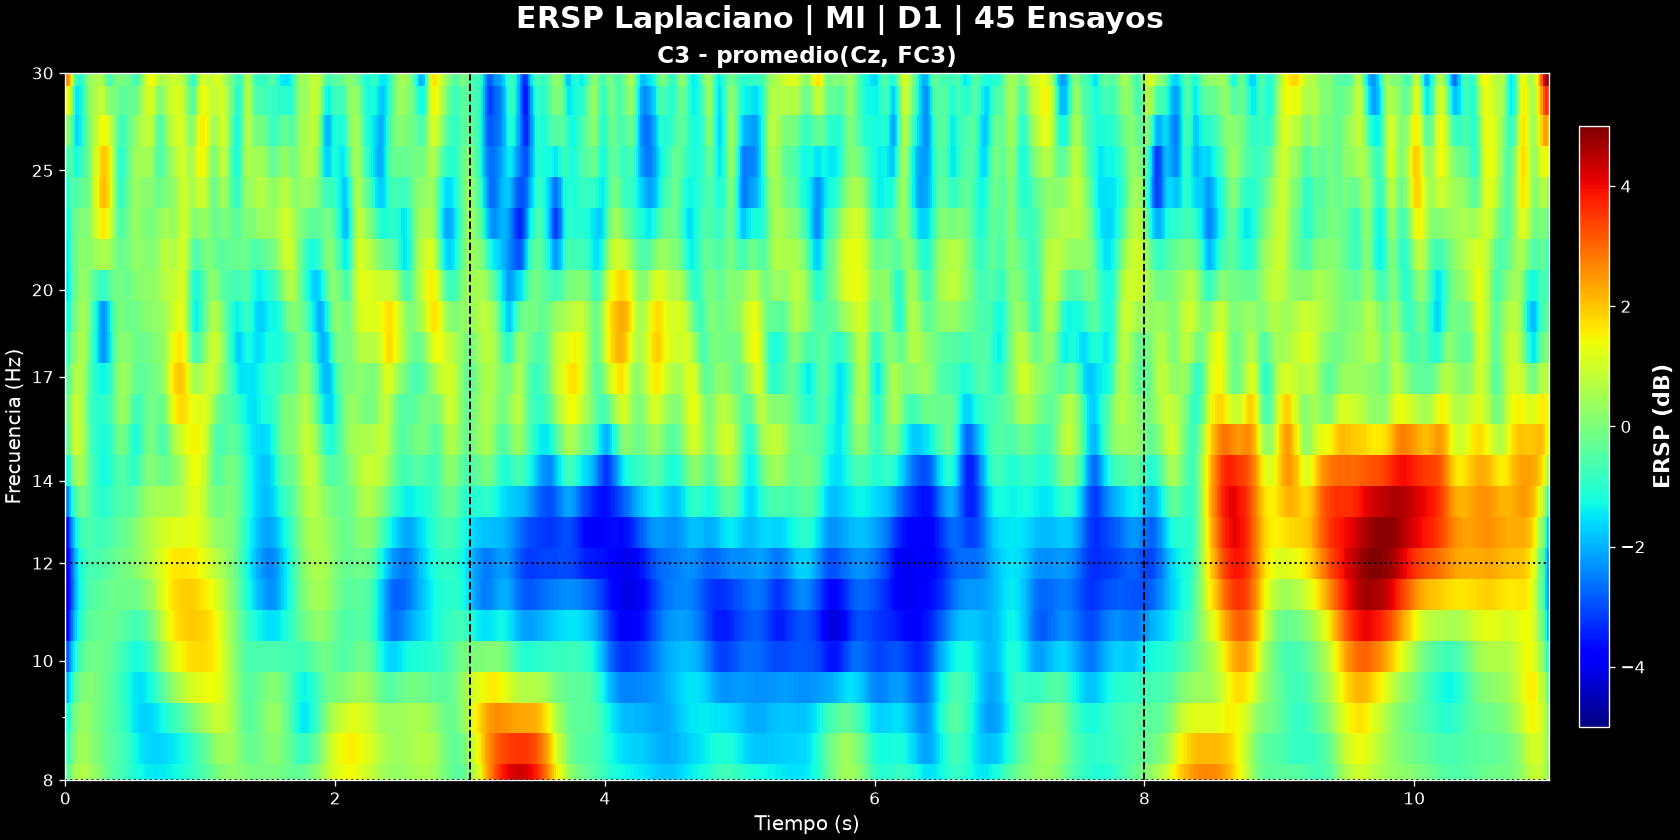 ERSP Laplaciano | MI | D1 | 45 Ensayos
C3 - promedio(Cz, FC3)
30
25
20
17
14
12
10
8
Frecuencia (Hz)
0 2 4 6 8 10
Tiempo (s)
4
2
0
−2
−4
ERSP (dB)